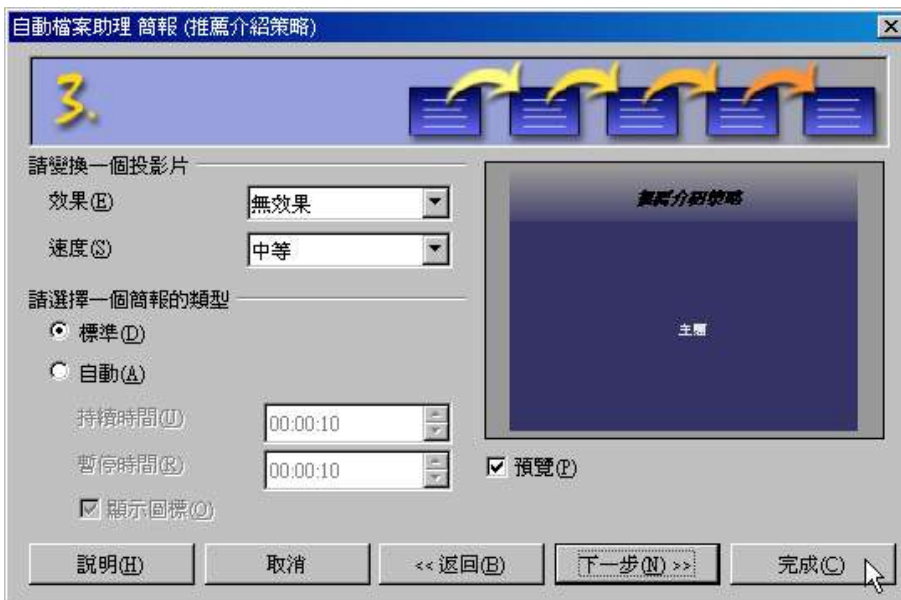 自動檔案助理 簡報 (推薦介紹策略)
3.
請變換一個投影片
效果(E)
無效果
速度(S)
中等
請選擇一個簡報的類型
標準(D)
自動(A)
持續時間(U)
00:00:10
暫停時間(R)
00:00:10
顯示圖標(O)
推薦介紹策略
主題
預覽(P)
說明(H)
取消
<< 返回(B)
下一步(N) >>
完成(C)